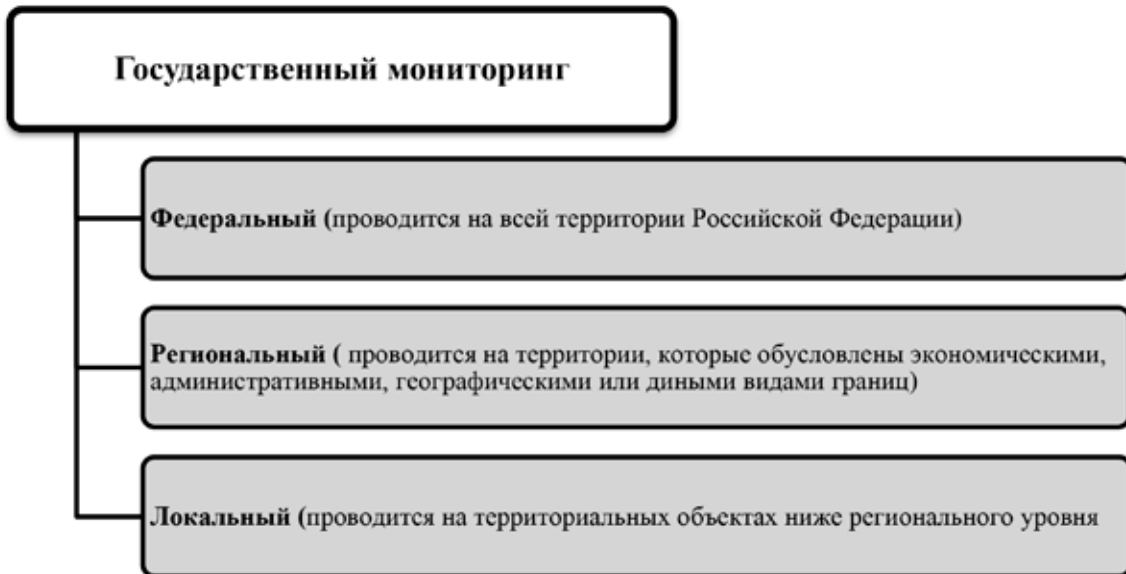 Государственный мониторинг
Федеральный (проводится на всей территории Российской Федерации)
Региональный ( проводится на территории, которые обусловлены экономическими,
административными, географическими или диными видами границ)
Локальный (проводится на территориальных объектах ниже регионального уровня